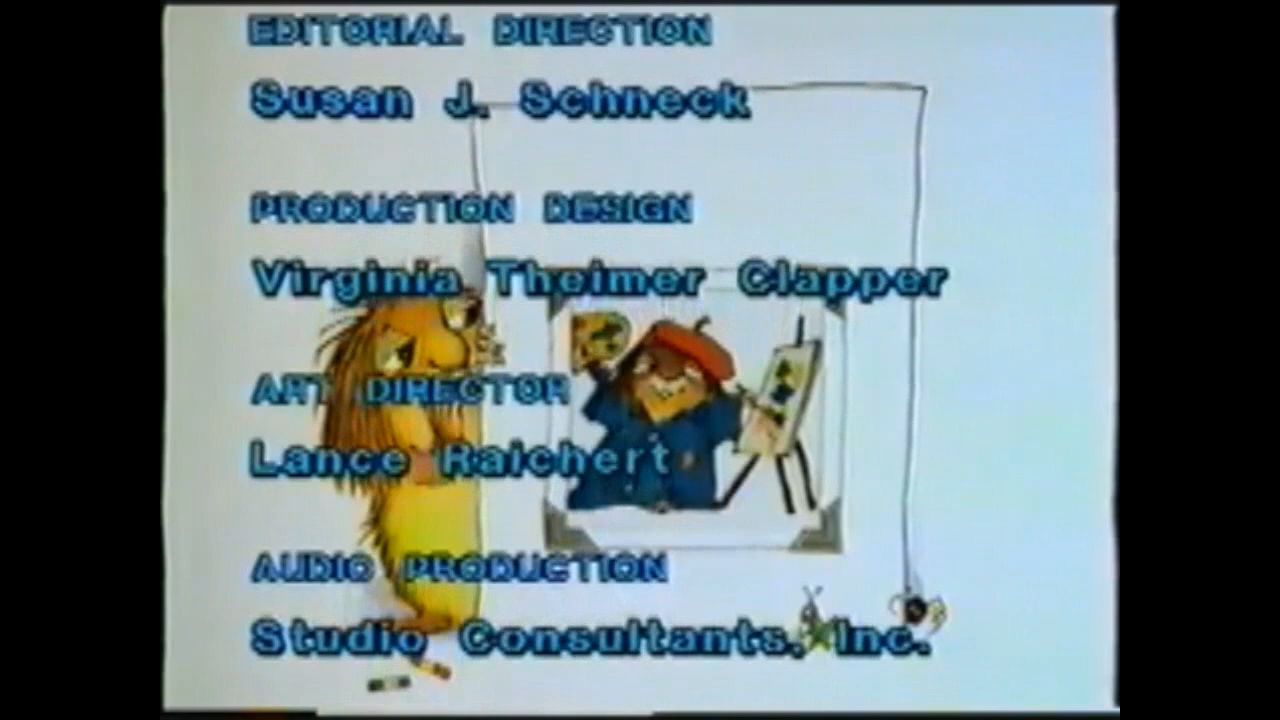 EDITORIAL DIRECTION
Susan J. Schneck
PRODUCTION DESIGN
Virginia Theimer Clapper
ART DIRECTOR
Lance Raichert
AUDIO PRODUCTION
Studio Consultants, Inc.